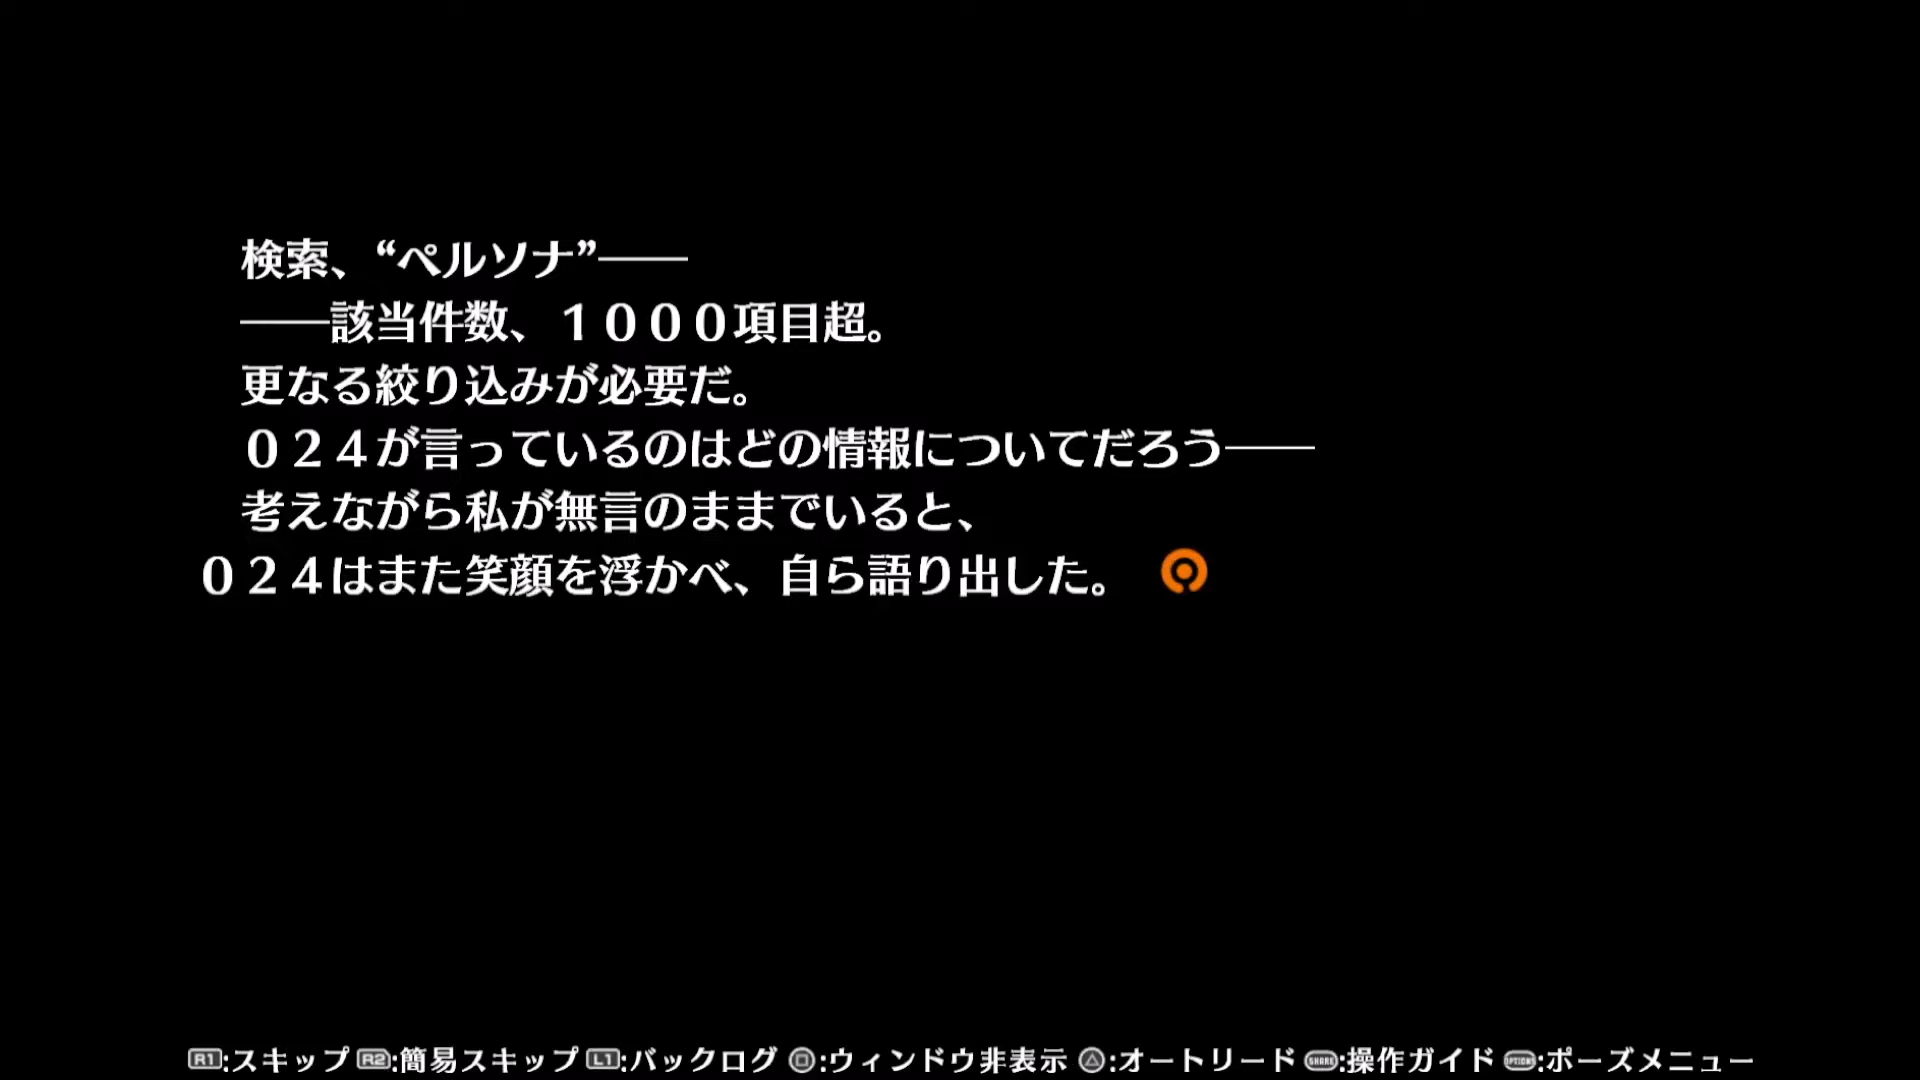 検索、“ペルソナ”――
――該当件数、１０００項目超。
更なる絞り込みが必要だ。
０２４が言っているのはどの情報についてだろう――
考えながら私が無言のままでいると、
０２４はまた笑顔を浮かべ、自ら語り出した。
R1:スキップ R2:簡易スキップ L1:バックログ □:ウィンドウ非表示 △:オートリード SHARE:操作ガイド OPTIONS:ポーズメニュー